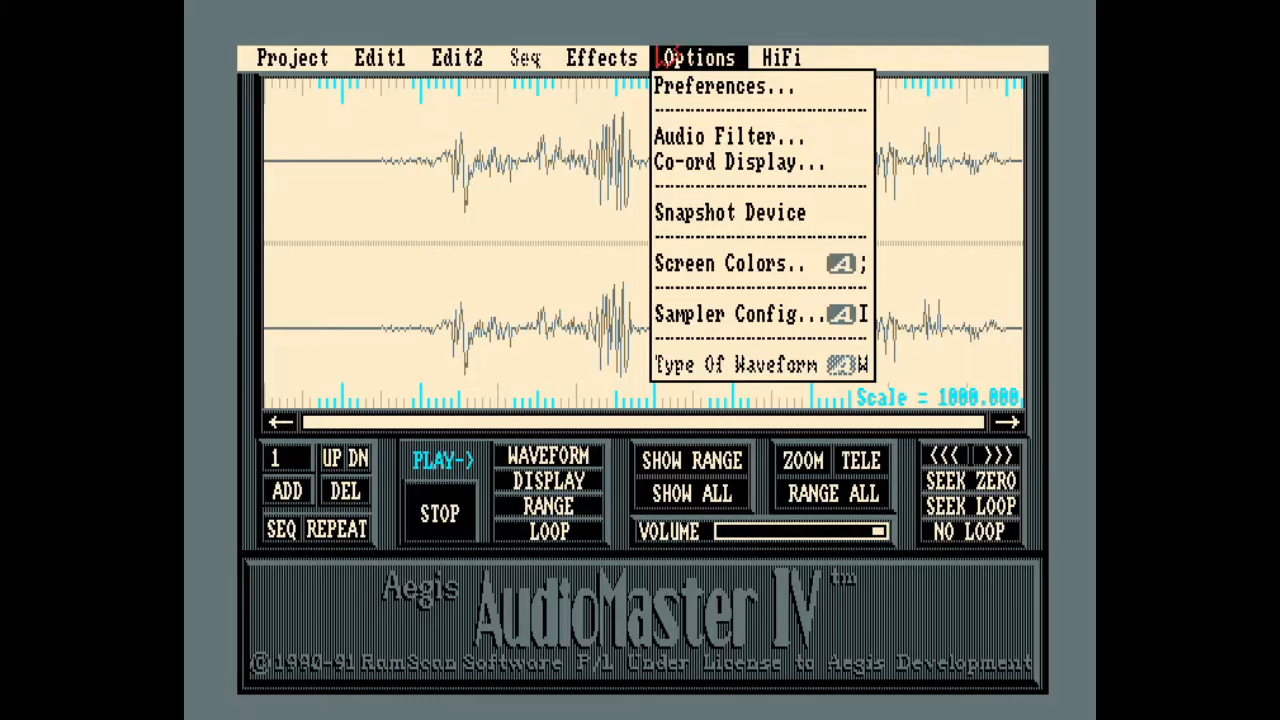 Project Edit1 Edit2 Seq Effects Options HiFi
Preferences...
Audio Filter...
Co-ord Display...
Snapshot Device
Screen Colors.. A ;
Sampler Config... A I
Type Of Waveform A W
Scale = 1000.000
← →
1 UP DN
ADD DEL
SEQ REPEAT
PLAY->
STOP
WAVEFORM
DISPLAY
RANGE
LOOP
SHOW RANGE
SHOW ALL
ZOOM TELE
RANGE ALL
VOLUME
<<< >>>
SEEK ZERO
SEEK LOOP
NO LOOP
Aegis AudioMaster IV™
©1990-91 RamScan Software P/L Under License to Aegis Development